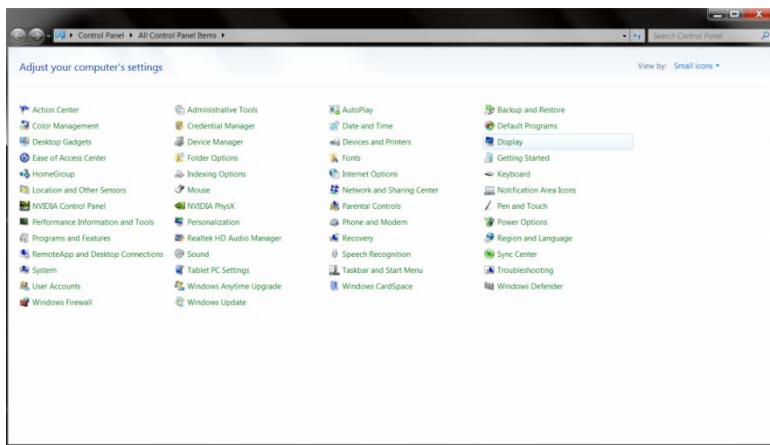 Control Panel All Control Panel Items
Search Control Panel
Adjust your computer's settings
View by: Small icons
Action Center Administrative Tools AutoPlay Backup and Restore
Color Management Credential Manager Date and Time Default Programs
Desktop Gadgets Device Manager Devices and Printers Display
Ease of Access Center Folder Options Fonts Getting Started
HomeGroup Indexing Options Internet Options Keyboard
Location and Other Sensors Mouse Network and Sharing Center Notification Area Icons
NVIDIA Control Panel NVIDIA PhysX Parental Controls Pen and Touch
Performance Information and Tools Personalization Phone and Modem Power Options
Programs and Features Realtek HD Audio Manager Recovery Region and Language
RemoteApp and Desktop Connections Sound Speech Recognition Sync Center
System Tablet PC Settings Taskbar and Start Menu Troubleshooting
User Accounts Windows Anytime Upgrade Windows CardSpace Windows Defender
Windows Firewall Windows Update